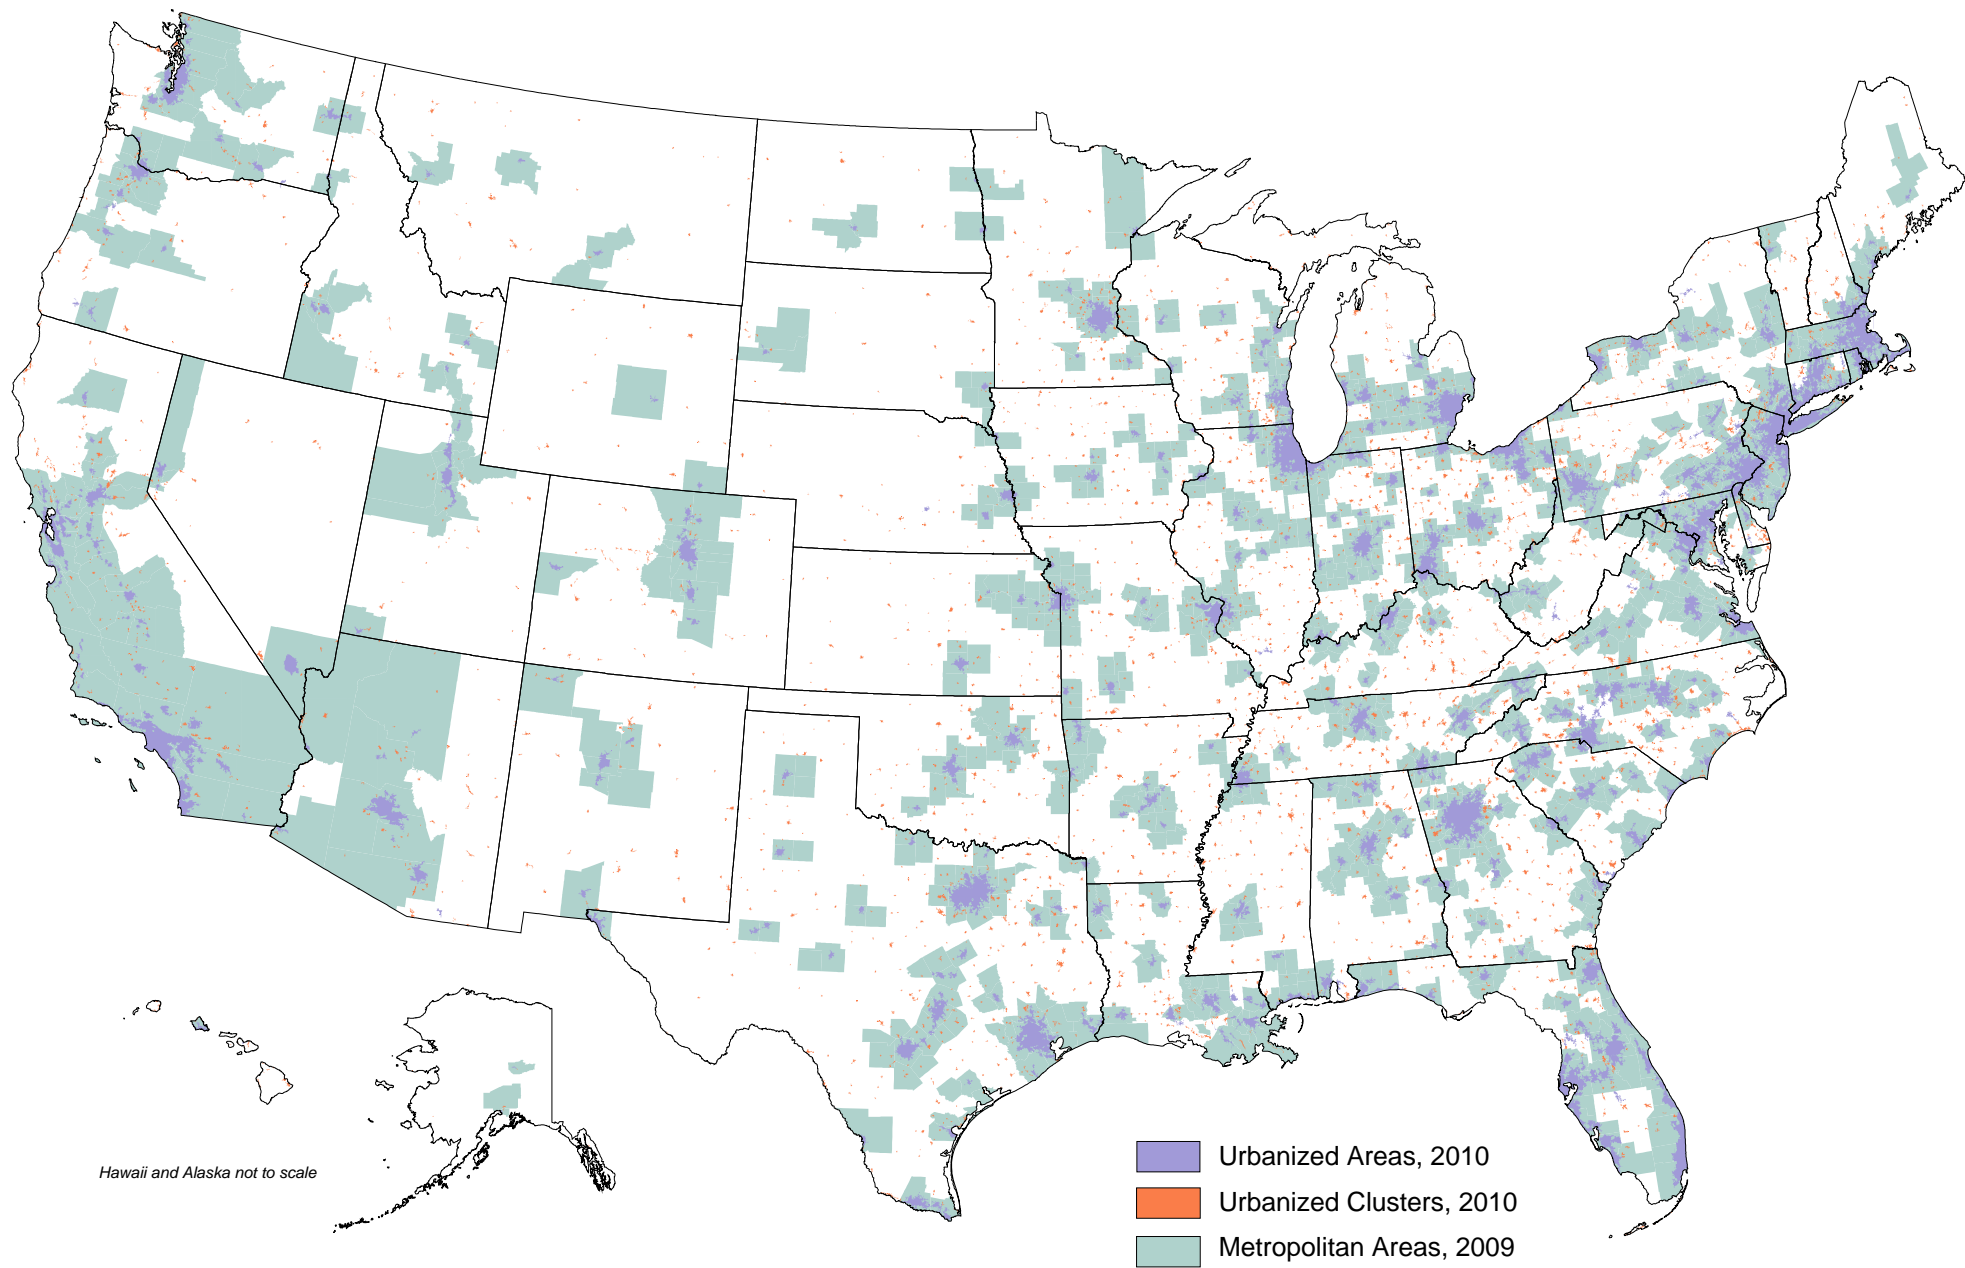 Hawaii and Alaska not to scale
Urbanized Areas, 2010
Urbanized Clusters, 2010
Metropolitan Areas, 2009